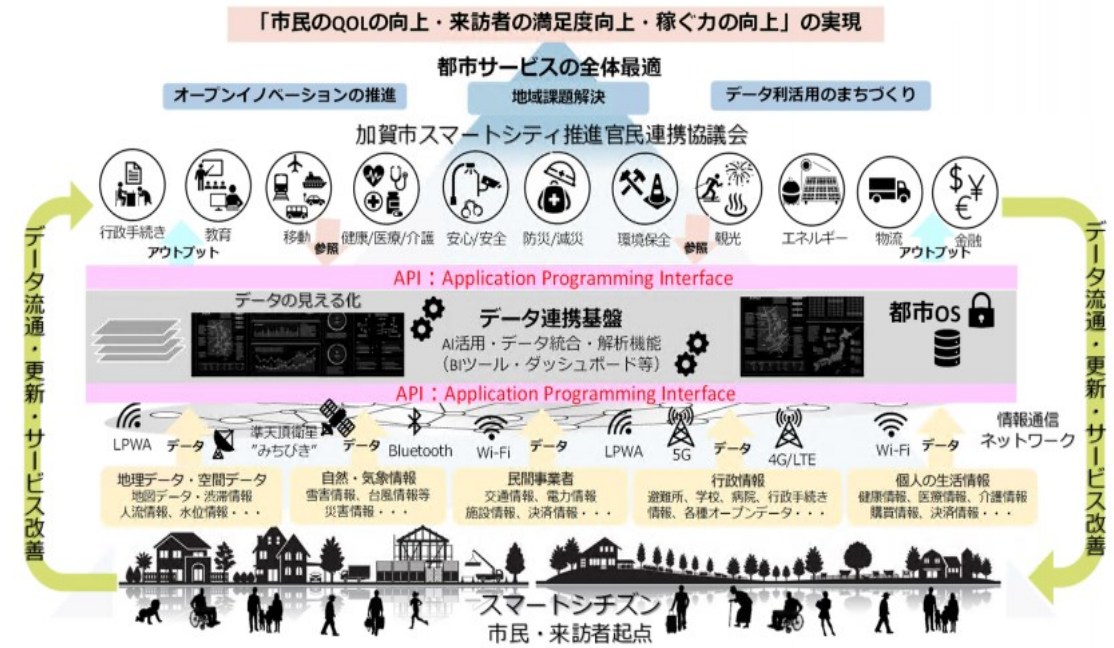 「市民のQOLの向上・来訪者の満足度向上・稼ぐ力の向上」の実現
都市サービスの全体最適
オープンイノベーションの推進
地域課題解決
データ利活用のまちづくり
加賀市スマートシティ推進官民連携協議会
行政手続き
教育
移動
健康/医療/介護
安心/安全
防災/減災
環境保全
観光
エネルギー
物流
金融
アウトプット
参照
参照
アウトプット
API：Application Programming Interface
データの見える化
データ連携基盤
AI活用・データ統合・解析機能
（BIツール・ダッシュボード等）
都市OS
API：Application Programming Interface
データ流通・更新・サービス改善
データ流通・更新・サービス改善
LPWA
データ
準天頂衛星
”みちびき”
データ
Bluetooth
Wi-Fi
データ
LPWA
5G
データ
4G/LTE
Wi-Fi
データ
情報通信
ネットワーク
地理データ・空間データ
地図データ・渋滞情報
人流情報、水位情報・・・
自然・気象情報
雪害情報、台風情報等
災害情報・・・
民間事業者
交通情報、電力情報
施設情報、決済情報・・・
行政情報
避難所、学校、病院、行政手続き
情報、各種オープンデータ・・・
個人の生活情報
健康情報、医療情報、介護情報
購買情報、決済情報・・・
スマートシチズン
市民・来訪者起点